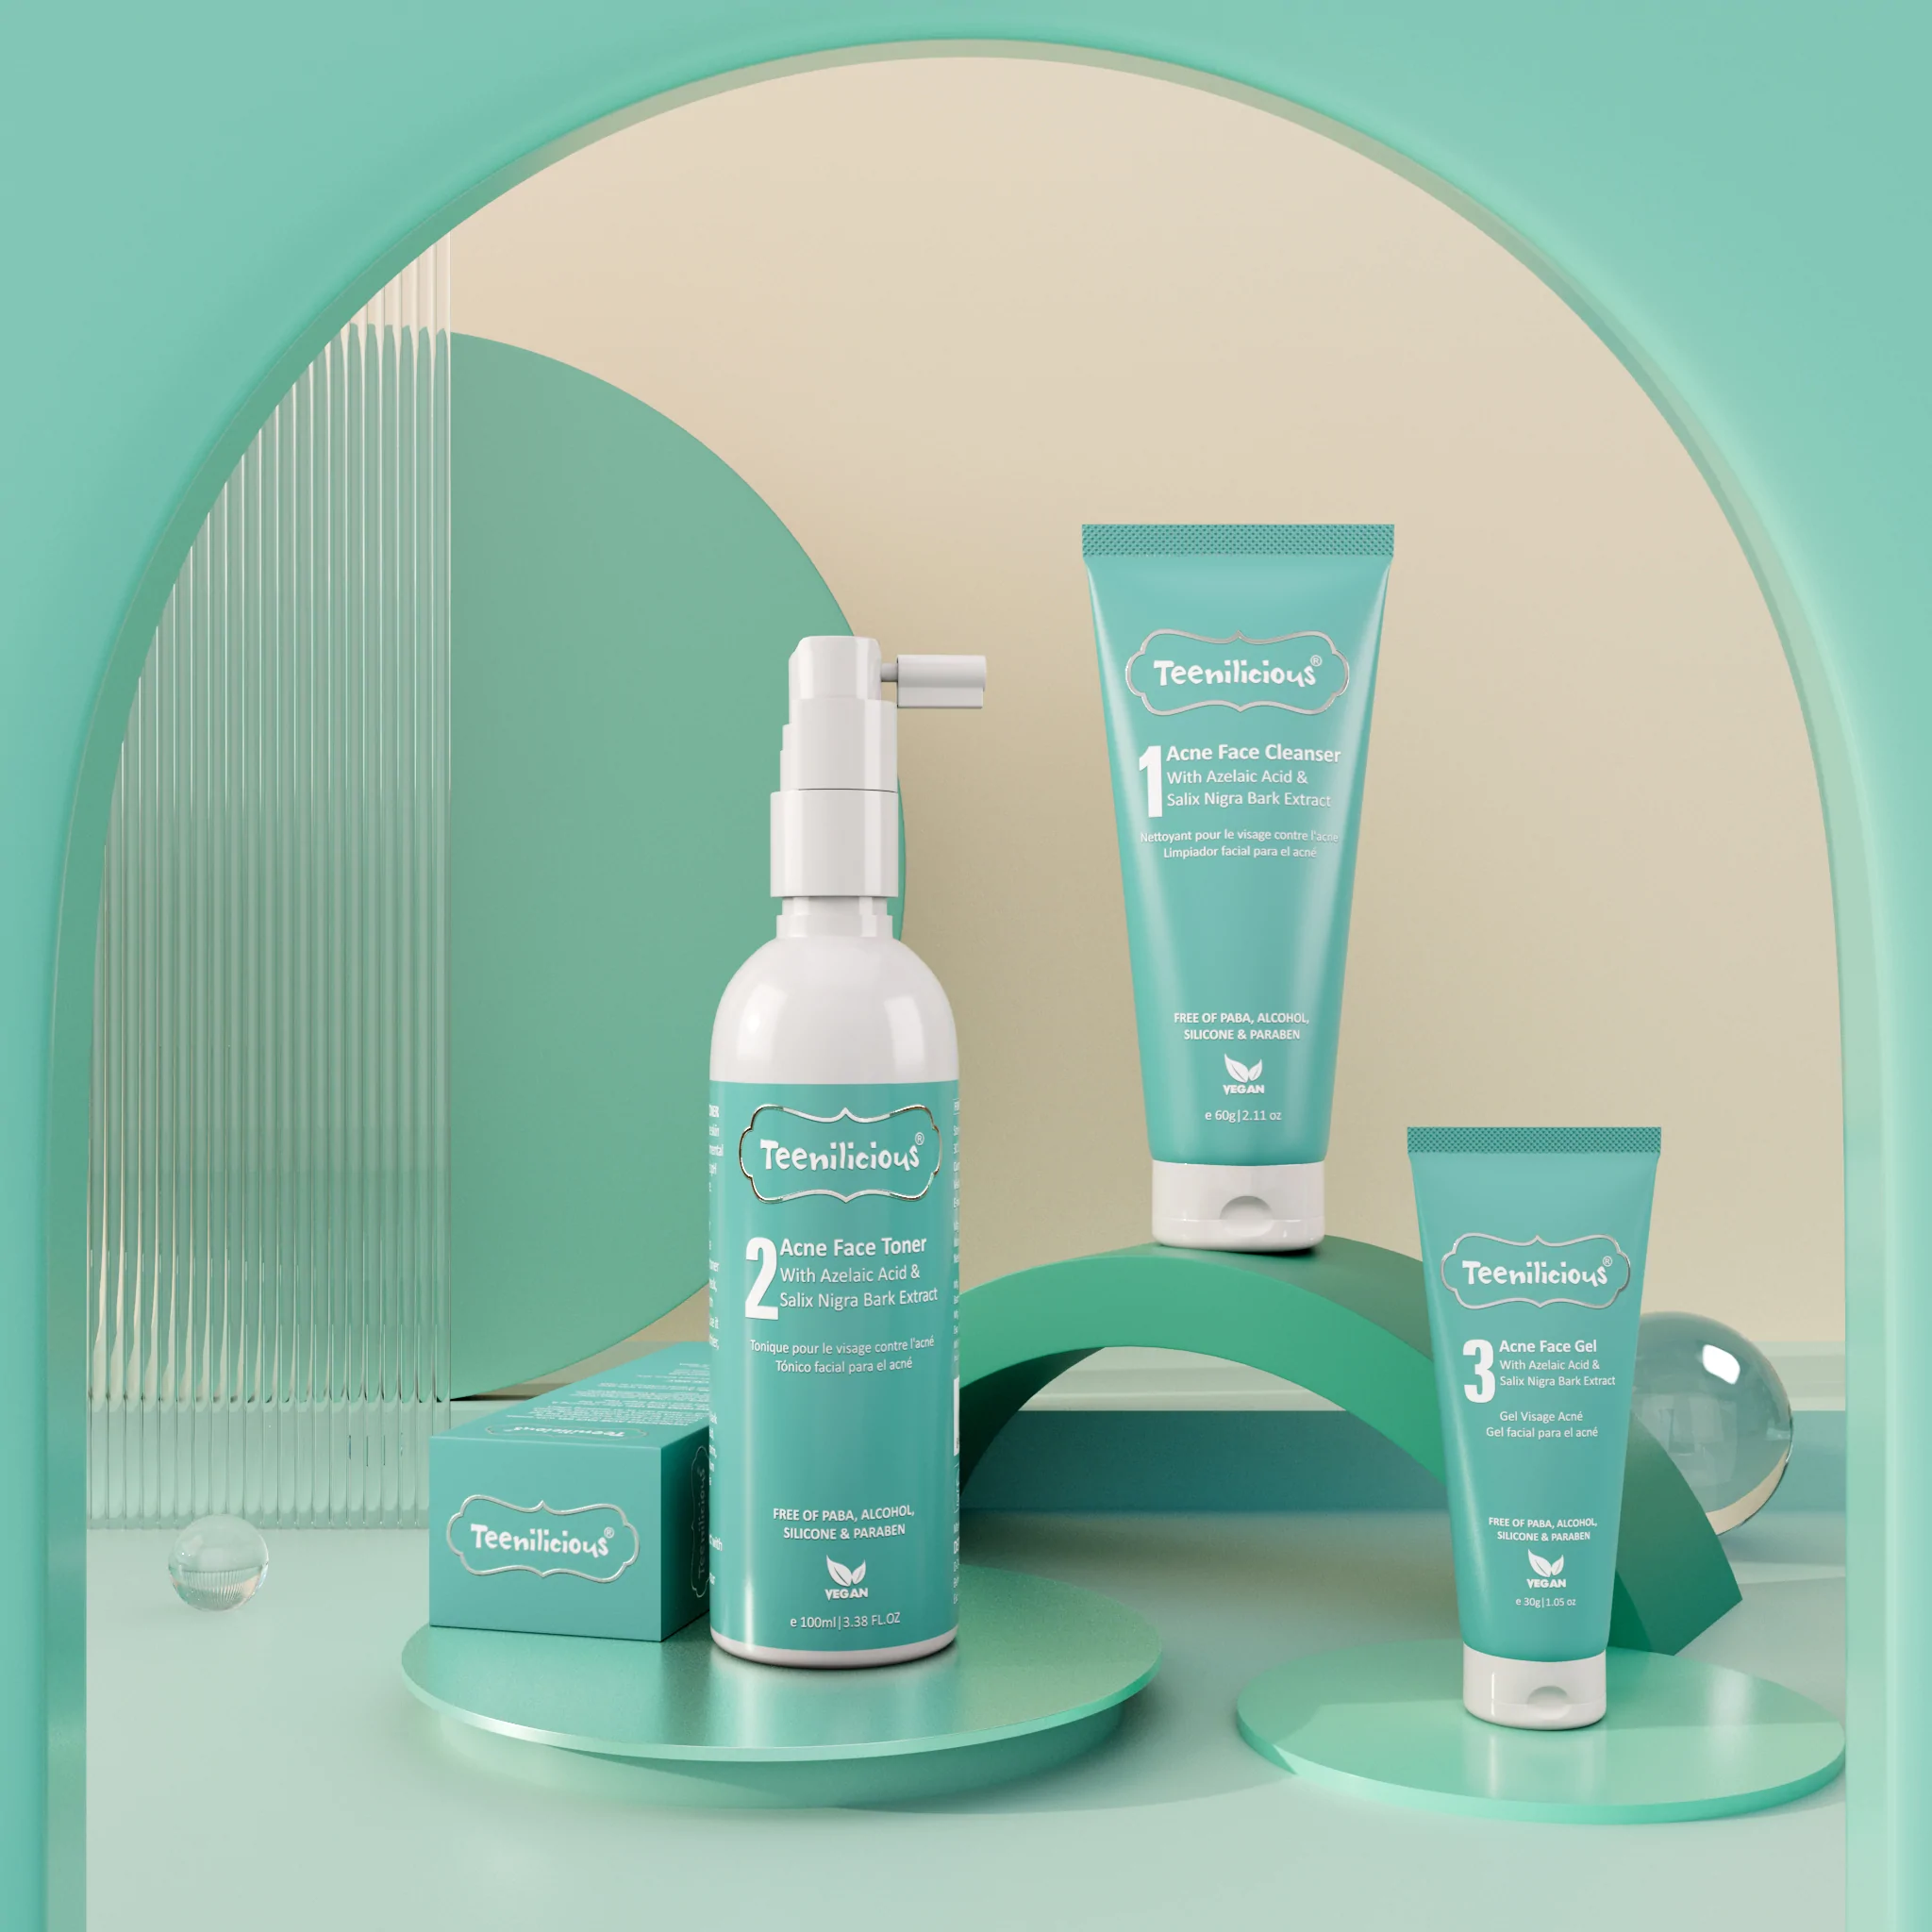 Teenilicious®
1 Acne Face Cleanser
With Azelaic Acid &
Salix Nigra Bark Extract
Nettoyant pour le visage contre l'acne
Limpiador facial para el acné
FREE OF PABA, ALCOHOL,
SILICONE & PARABEN
VEGAN
e 60g|2.11 oz
Teenilicious®
2 Acne Face Toner
With Azelaic Acid &
Salix Nigra Bark Extract
Tonique pour le visage contre l'acné
Tónico facial para el acné
FREE OF PABA, ALCOHOL,
SILICONE & PARABEN
VEGAN
e 100ml|3.38 FL.OZ
Teenilicious®
3 Acne Face Gel
With Azelaic Acid &
Salix Nigra Bark Extract
Gel Visage Acné
Gel facial para el acné
FREE OF PABA, ALCOHOL,
SILICONE & PARABEN
VEGAN
e 30g|1.05 oz
Teenilicious®
Teenilicious
Teenilicious